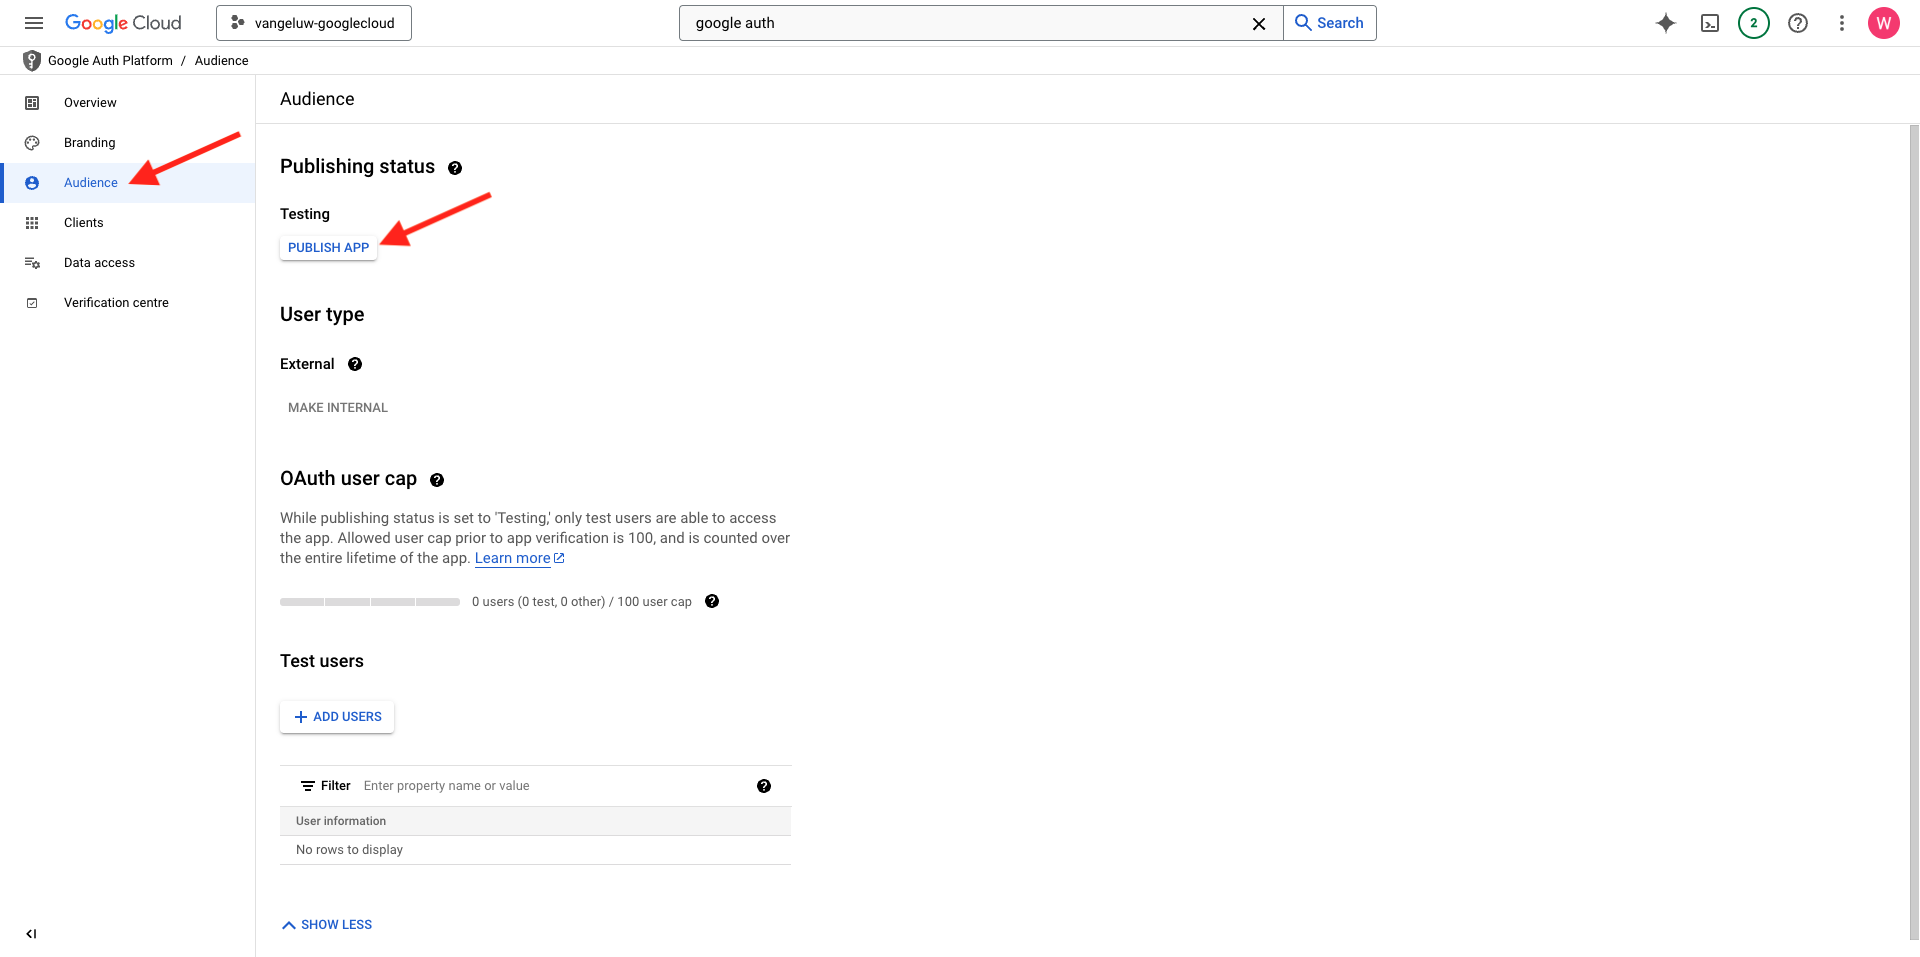 Google Cloud
vangeluw-googlecloud
google auth
Search
2
W
Google Auth Platform / Audience
Overview
Branding
Audience
Clients
Data access
Verification centre
Audience
Publishing status
Testing
PUBLISH APP
User type
External
MAKE INTERNAL
OAuth user cap
While publishing status is set to 'Testing,' only test users are able to access
the app. Allowed user cap prior to app verification is 100, and is counted over
the entire lifetime of the app. Learn more
0 users (0 test, 0 other) / 100 user cap
Test users
ADD USERS
Filter Enter property name or value
User information
No rows to display
SHOW LESS